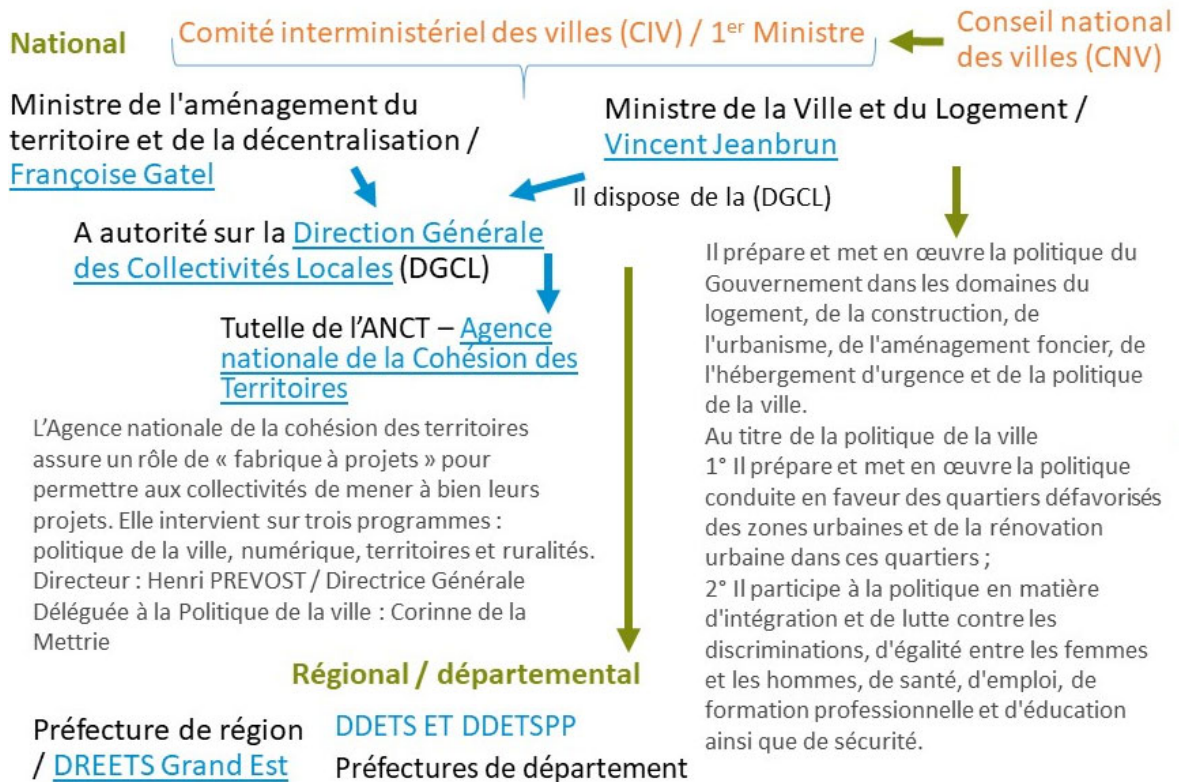 National
Comité interministériel des villes (CIV) / 1er Ministre
Conseil national
des villes (CNV)
Ministre de l'aménagement du
territoire et de la décentralisation /
Françoise Gatel
Ministre de la Ville et du Logement /
Vincent Jeanbrun
Il dispose de la (DGCL)
A autorité sur la Direction Générale
des Collectivités Locales (DGCL)
Tutelle de l’ANCT – Agence
nationale de la Cohésion des
Territoires
L’Agence nationale de la cohésion des territoires
assure un rôle de « fabrique à projets » pour
permettre aux collectivités de mener à bien leurs
projets. Elle intervient sur trois programmes :
politique de la ville, numérique, territoires et ruralités.
Directeur : Henri PREVOST / Directrice Générale
Déléguée à la Politique de la ville : Corinne de la
Mettrie
Il prépare et met en œuvre la politique du
Gouvernement dans les domaines du
logement, de la construction, de
l'urbanisme, de l'aménagement foncier, de
l'hébergement d'urgence et de la politique
de la ville.
Au titre de la politique de la ville
1° Il prépare et met en œuvre la politique
conduite en faveur des quartiers défavorisés
des zones urbaines et de la rénovation
urbaine dans ces quartiers ;
2° Il participe à la politique en matière
d'intégration et de lutte contre les
discriminations, d'égalité entre les femmes
et les hommes, de santé, d'emploi, de
formation professionnelle et d'éducation
ainsi que de sécurité.
Régional / départemental
Préfecture de région
/ DREETS Grand Est
DDETS ET DDETSPP
Préfectures de département